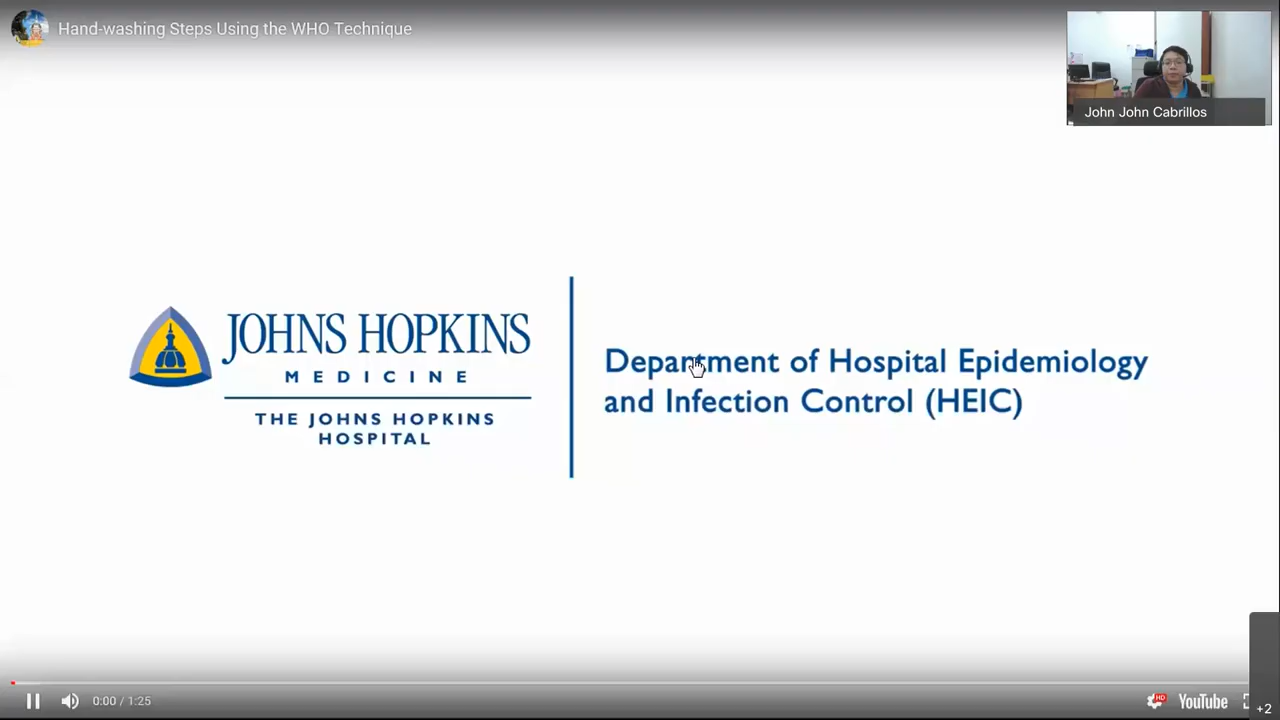 Hand-washing Steps Using the WHO Technique
John John Cabrillos
JOHNS HOPKINS
MEDICINE
THE JOHNS HOPKINS
HOSPITAL
Department of Hospital Epidemiology
and Infection Control (HEIC)
0:00 / 1:25
HD
YouTube
+2